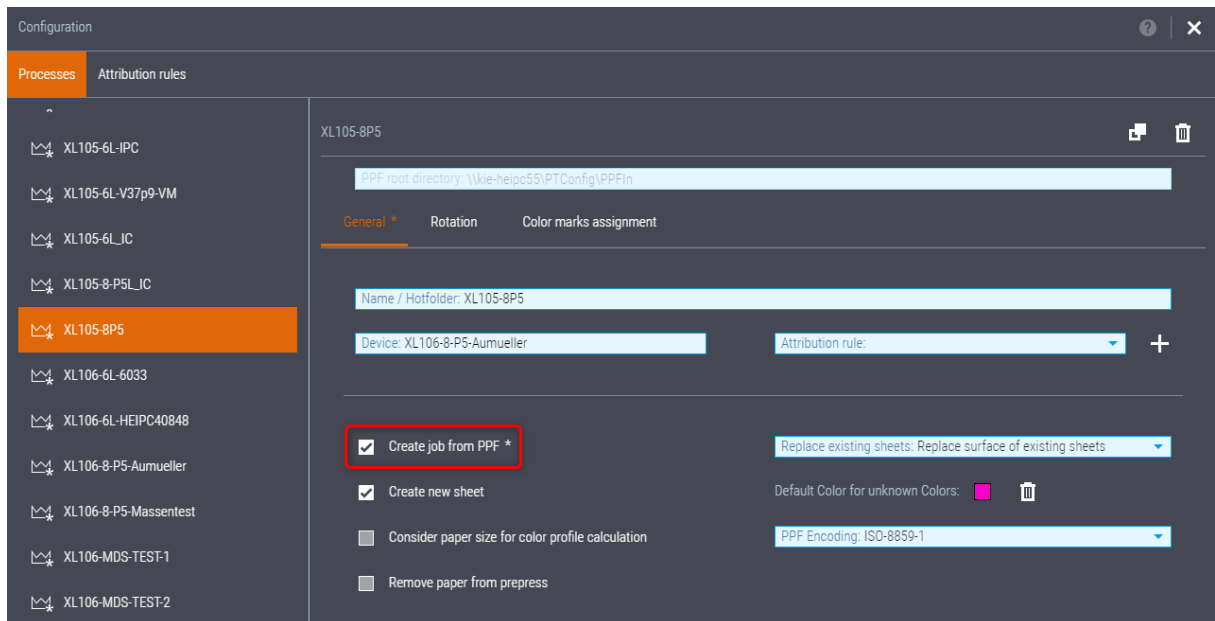 Configuration
Processes
Attribution rules
XL105-6L-IPC
XL105-6L-V37p9-VM
XL105-6L_IC
XL105-8-P5L_IC
XL105-8P5
XL106-6L-6033
XL106-6L-HEIPC40848
XL106-8-P5-Aumueller
XL106-8-P5-Massentest
XL106-MDS-TEST-1
XL106-MDS-TEST-2
XL105-8P5
PPF root directory: \\kie-heipc55\PTConfig\PPFIn
General *
Rotation
Color marks assignment
Name / Hotfolder: XL105-8P5
Device: XL106-8-P5-Aumueller
Attribution rule:
Create job from PPF *
Replace existing sheets: Replace surface of existing sheets
Create new sheet
Default Color for unknown Colors:
Consider paper size for color profile calculation
PPF Encoding: ISO-8859-1
Remove paper from prepress